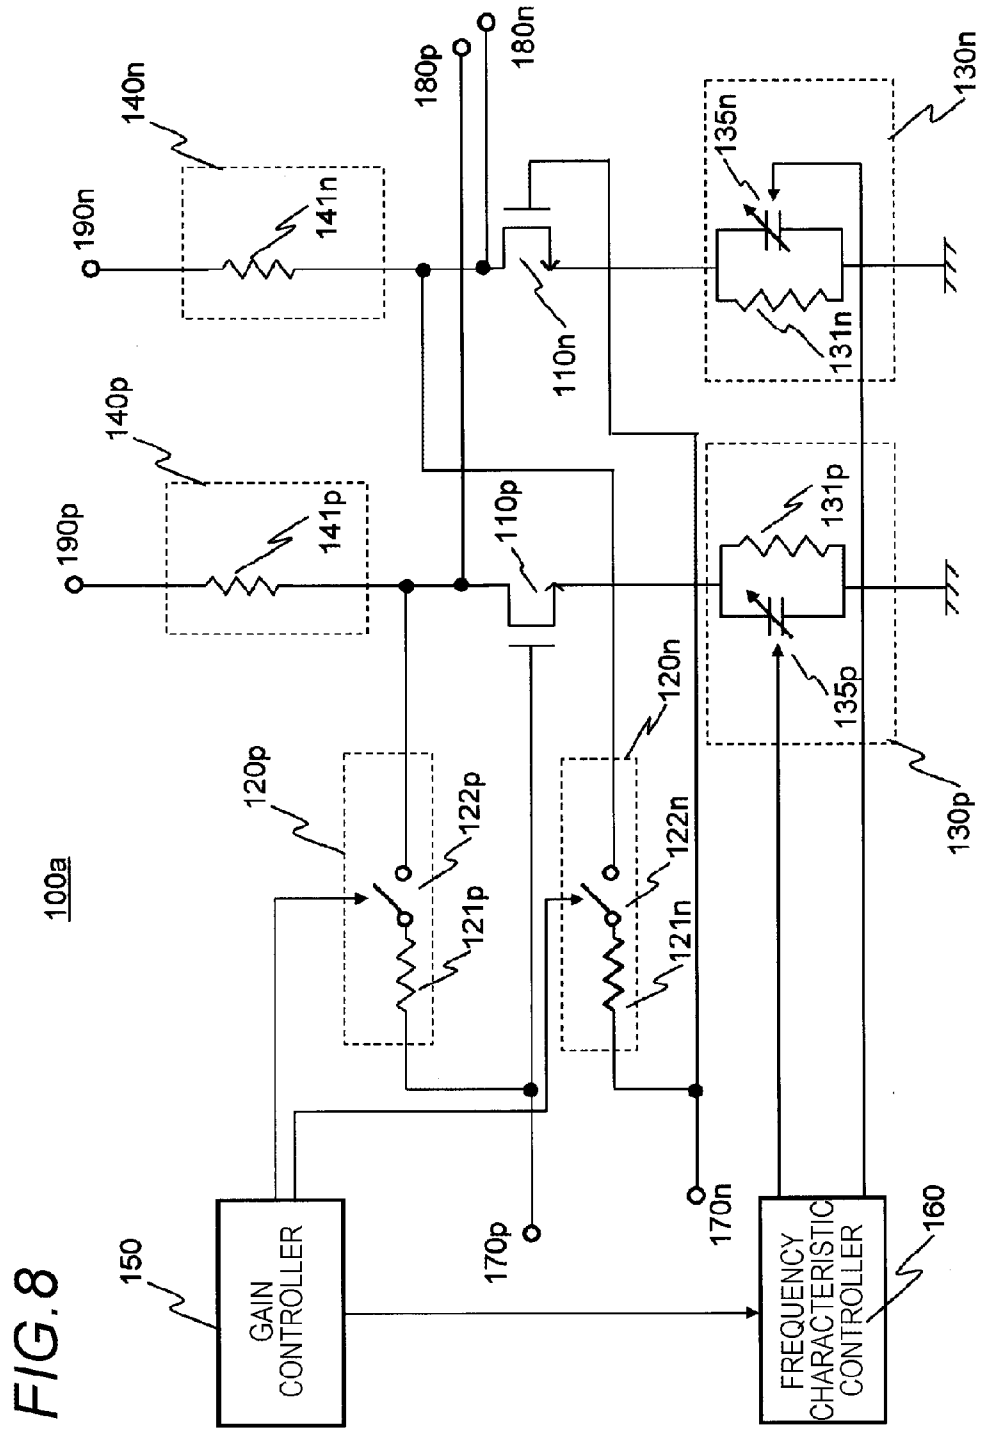 FIG.8
100a
150
GAIN
CONTROLLER
120p
121p
122p
190p
140p
141p
190n
140n
141n
180p
180n
110p
110n
170p
170n
120n
121n
122n
160
FREQUENCY
CHARACTERISTIC
CONTROLLER
130p
135p
131p
130n
131n
135n